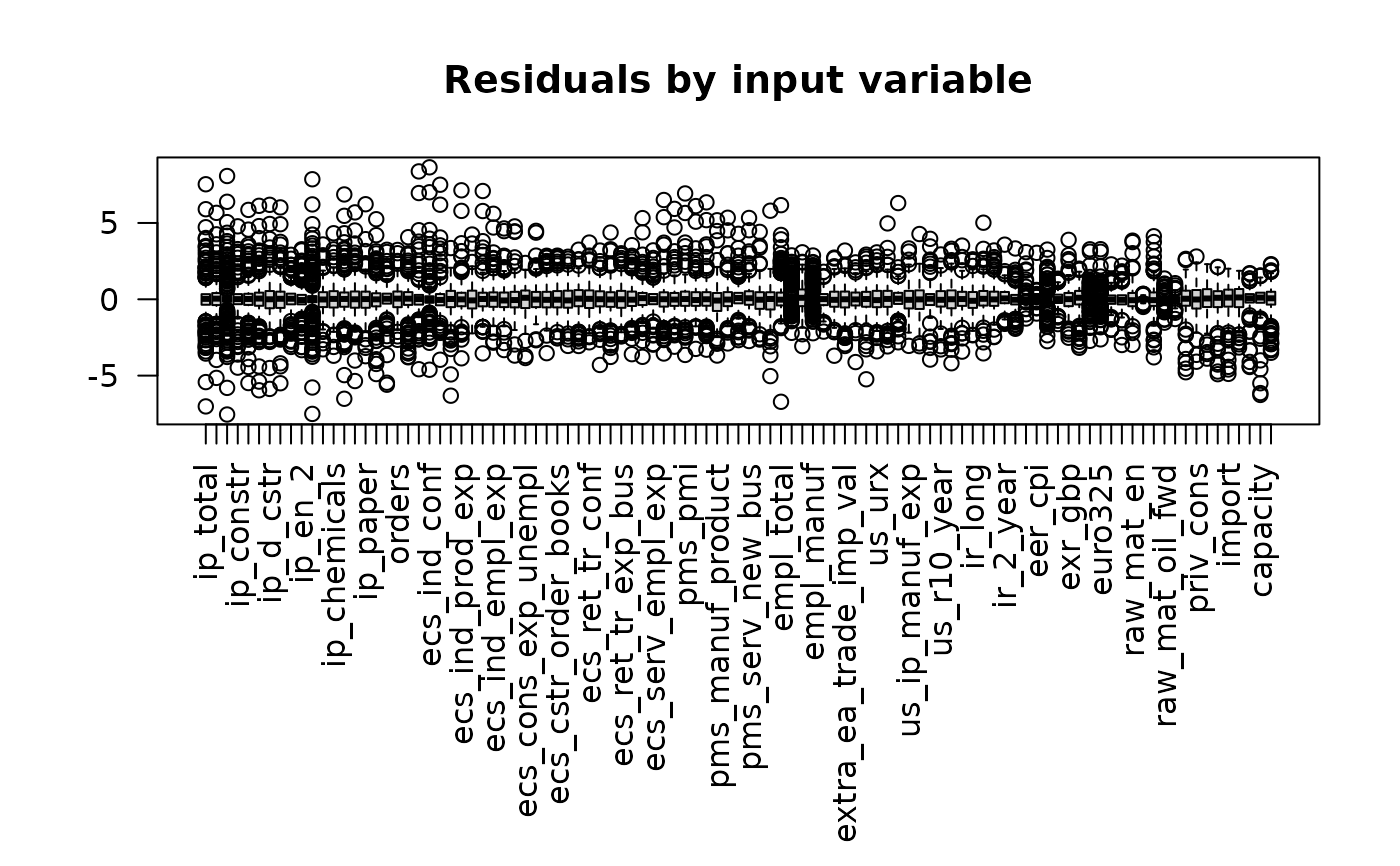 Residuals by input variable
5
0
-5
ip_total
ip_constr
ip_d_cstr
ip_en_2
ip_chemicals
ip_paper
orders
ecs_ind_conf
ecs_ind_prod_exp
ecs_ind_empl_exp
ecs_cons_exp_unempl
ecs_cstr_order_books
ecs_ret_tr_conf
ecs_ret_tr_exp_bus
ecs_serv_empl_exp
pms_pmi
pms_manuf_product
pms_serv_new_bus
empl_total
empl_manuf
extra_ea_trade_imp_val
us_urx
us_ip_manuf_exp
us_r10_year
ir_long
ir_2_year
eer_cpi
exr_gbp
euro325
raw_mat_en
raw_mat_oil_fwd
priv_cons
import
capacity